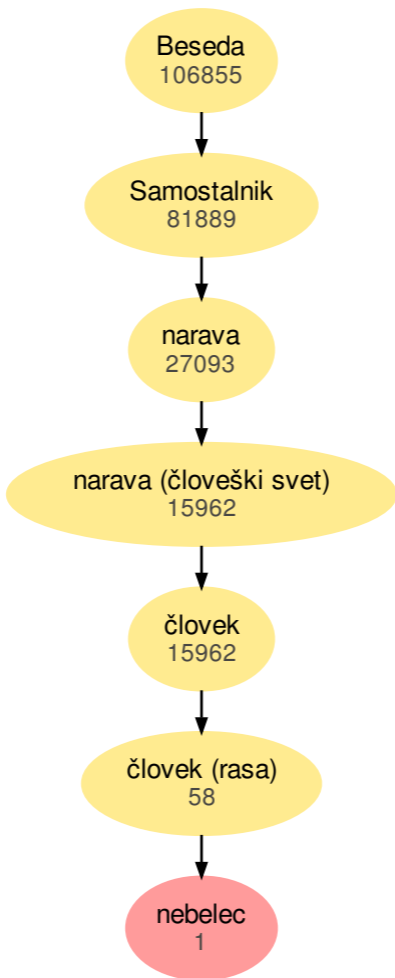 Beseda
106855
Samostalnik
81889
narava
27093
narava (človeški svet)
15962
človek
15962
človek (rasa)
58
nebelec
1